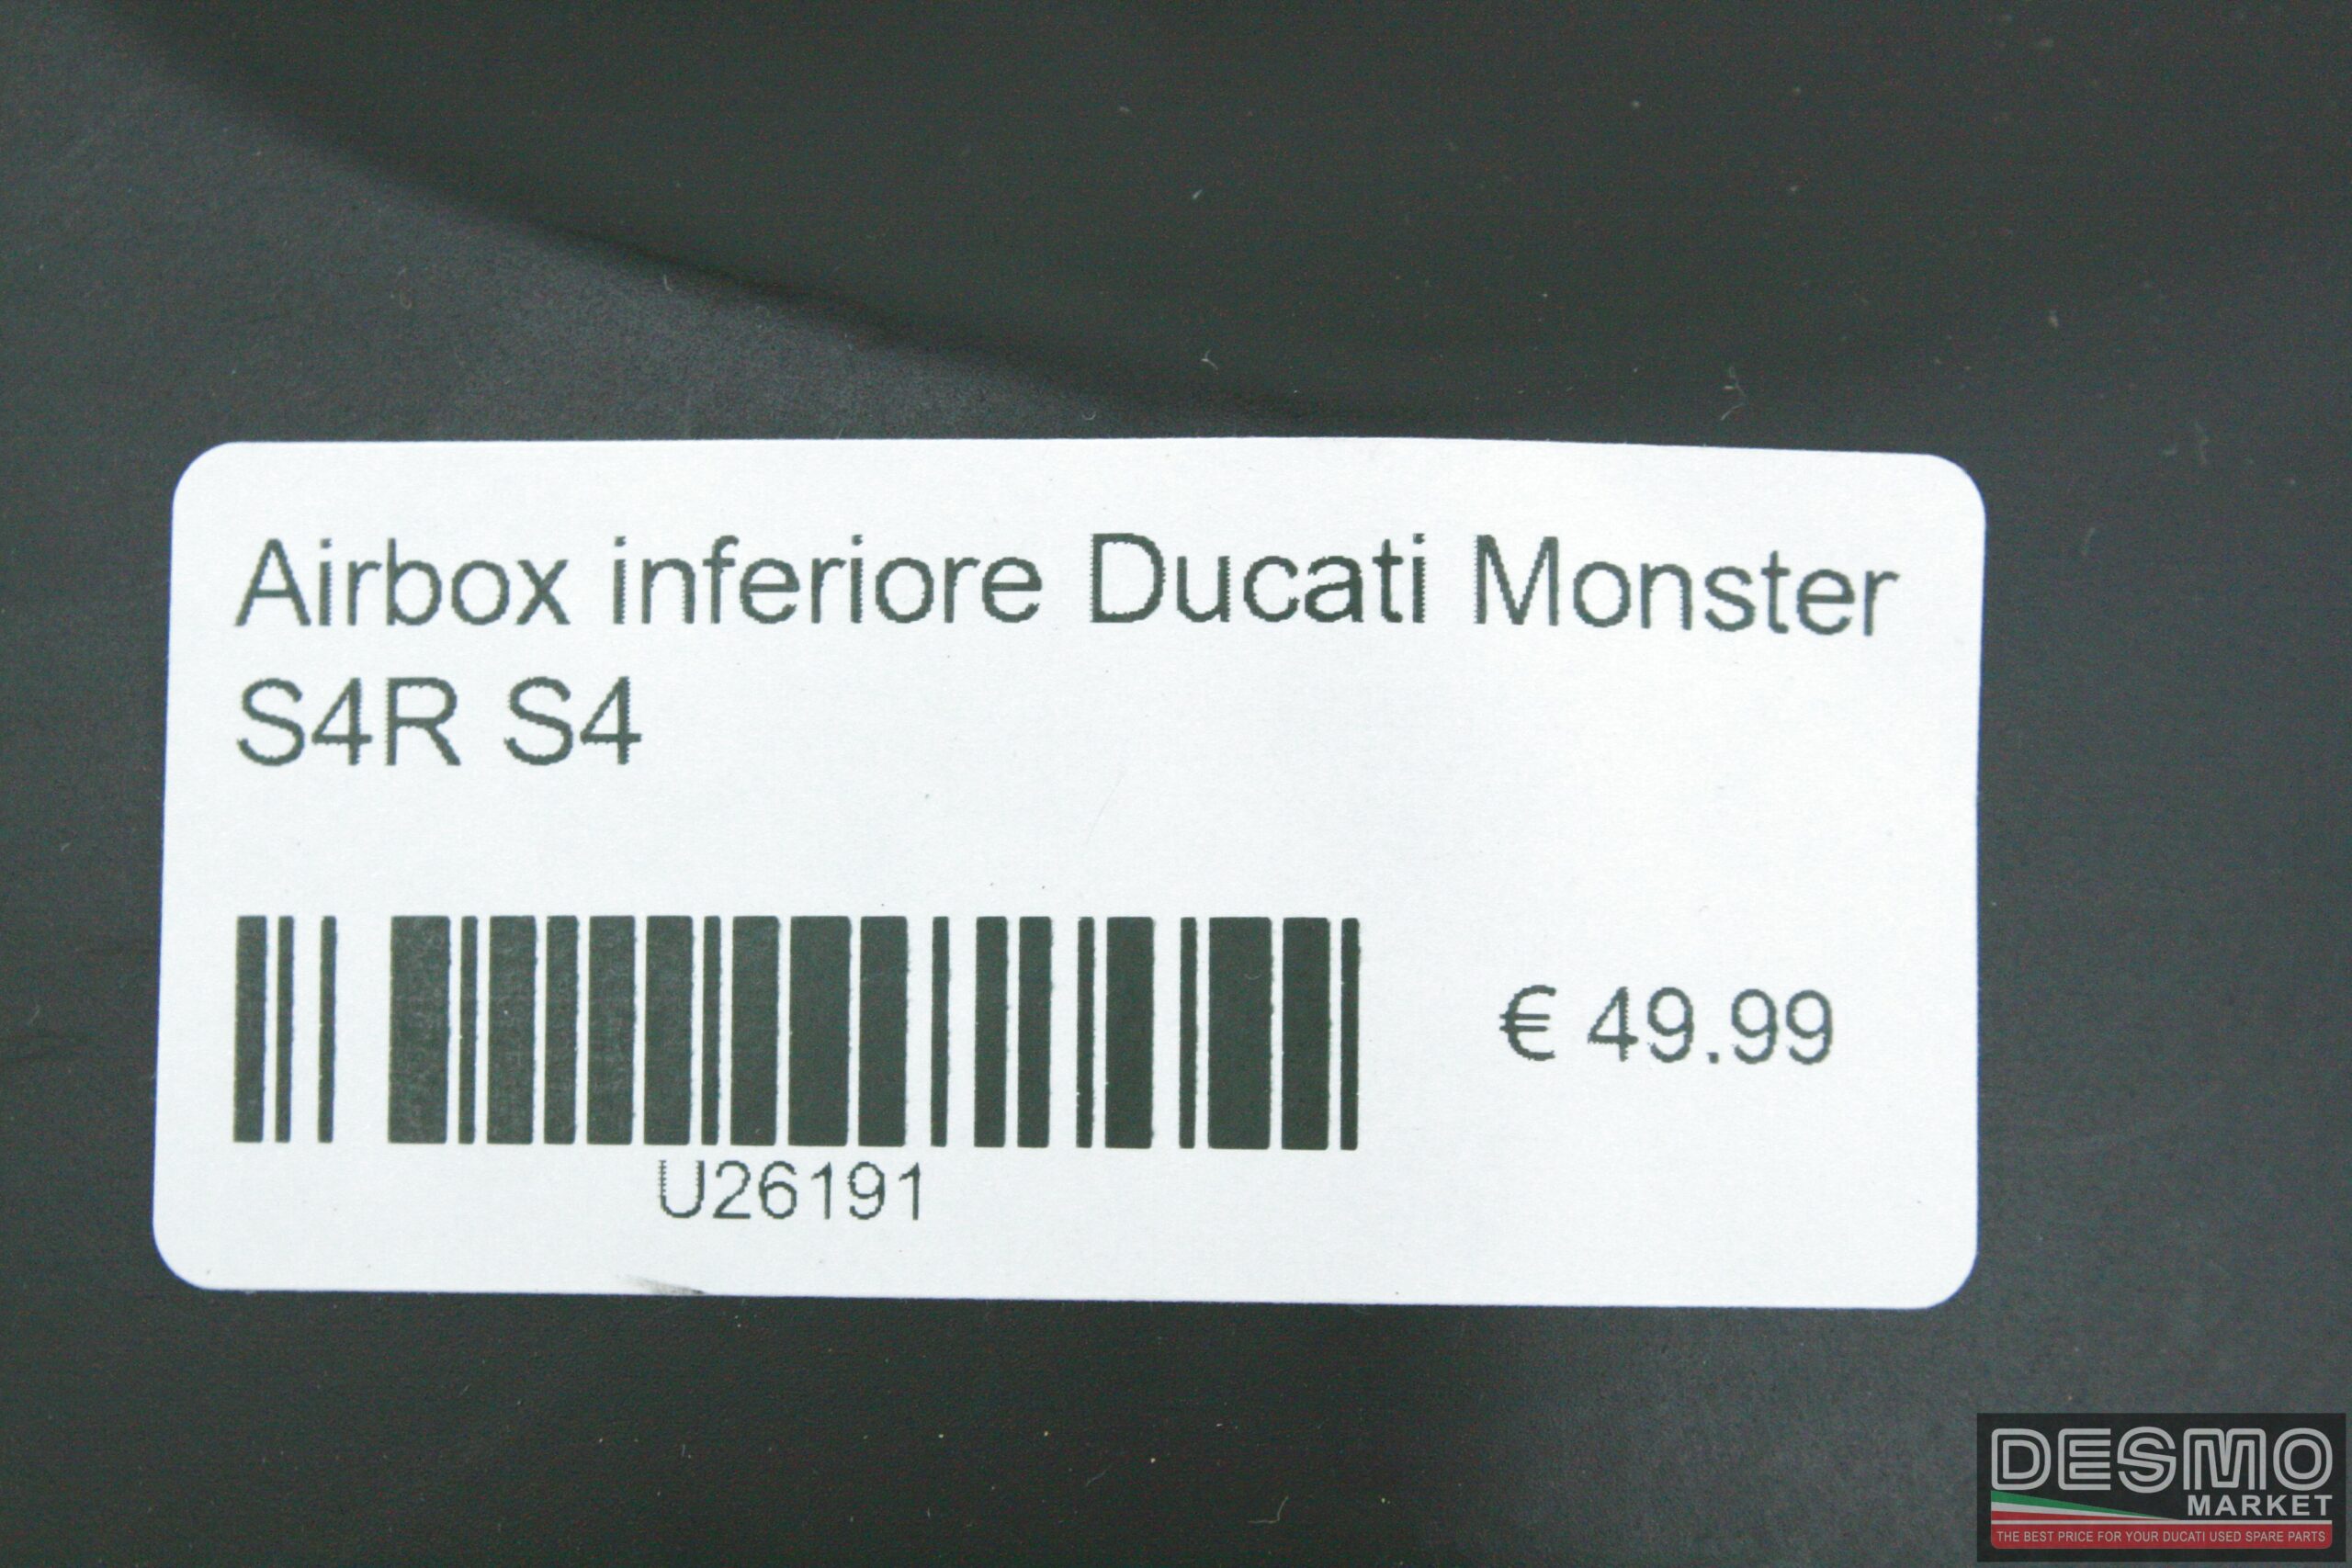 Airbox inferiore Ducati Monster
S4R S4
€ 49.99
U26191
DESMO
MARKET
THE BEST PRICE FOR YOUR DUCATI USED SPARE PARTS